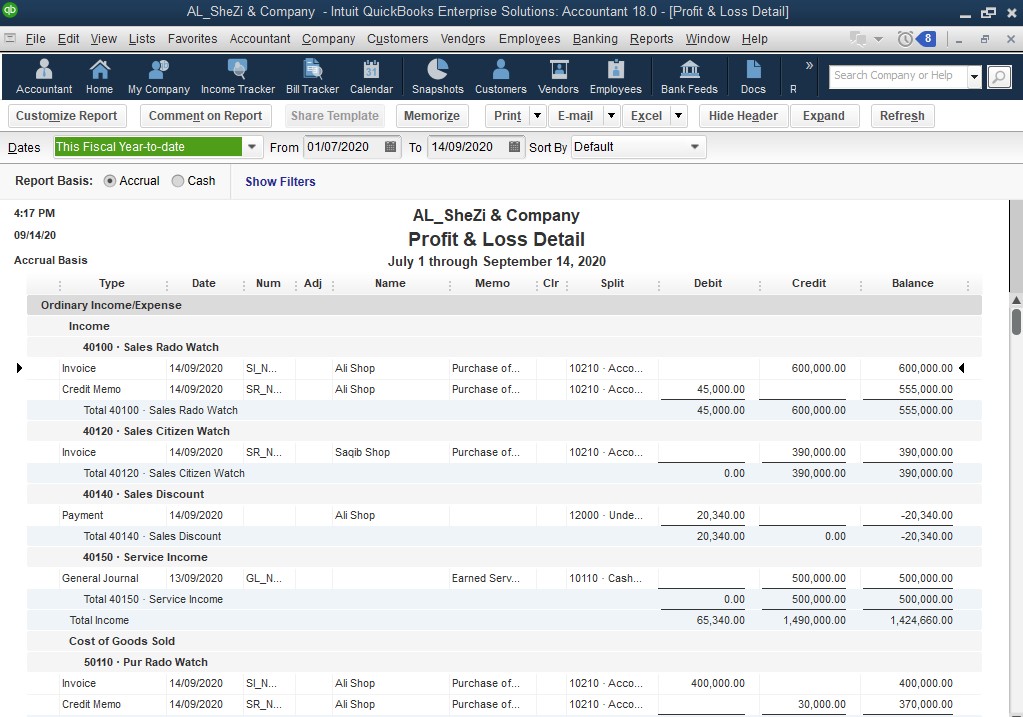 qb AL_SheZi & Company - Intuit QuickBooks Enterprise Solutions: Accountant 18.0 - [Profit & Loss Detail]
File Edit View Lists Favorites Accountant Company Customers Vendors Employees Banking Reports Window Help 8
31 »
Accountant Home My Company Income Tracker Bill Tracker Calendar Snapshots Customers Vendors Employees Bank Feeds Docs R Search Company or Help
Customize Report Comment on Report Share Template Memorize Print E-mail Excel Hide Header Expand Refresh
Dates This Fiscal Year-to-date From 01/07/2020 To 14/09/2020 Sort By Default
Report Basis: Accrual Cash Show Filters
4:17 PM AL_SheZi & Company
09/14/20 Profit & Loss Detail
Accrual Basis July 1 through September 14, 2020
Type Date Num Adj Name Memo Clr Split Debit Credit Balance
Ordinary Income/Expense
Income
40100 · Sales Rado Watch
Invoice 14/09/2020 SI_N... Ali Shop Purchase of... 10210 · Acco... 600,000.00 600,000.00
Credit Memo 14/09/2020 SR_N... Ali Shop Purchase of... 10210 · Acco... 45,000.00 555,000.00
Total 40100 · Sales Rado Watch 45,000.00 600,000.00 555,000.00
40120 · Sales Citizen Watch
Invoice 14/09/2020 SR_N... Saqib Shop Purchase of... 10210 · Acco... 390,000.00 390,000.00
Total 40120 · Sales Citizen Watch 0.00 390,000.00 390,000.00
40140 · Sales Discount
Payment 14/09/2020 Ali Shop 12000 · Unde... 20,340.00 -20,340.00
Total 40140 · Sales Discount 20,340.00 0.00 -20,340.00
40150 · Service Income
General Journal 13/09/2020 GL_N... Earned Serv... 10110 · Cash... 500,000.00 500,000.00
Total 40150 · Service Income 0.00 500,000.00 500,000.00
Total Income 65,340.00 1,490,000.00 1,424,660.00
Cost of Goods Sold
50110 · Pur Rado Watch
Invoice 14/09/2020 SI_N... Ali Shop Purchase of... 10210 · Acco... 400,000.00 400,000.00
Credit Memo 14/09/2020 SR_N... Ali Shop Purchase of... 10210 · Acco... 30,000.00 370,000.00